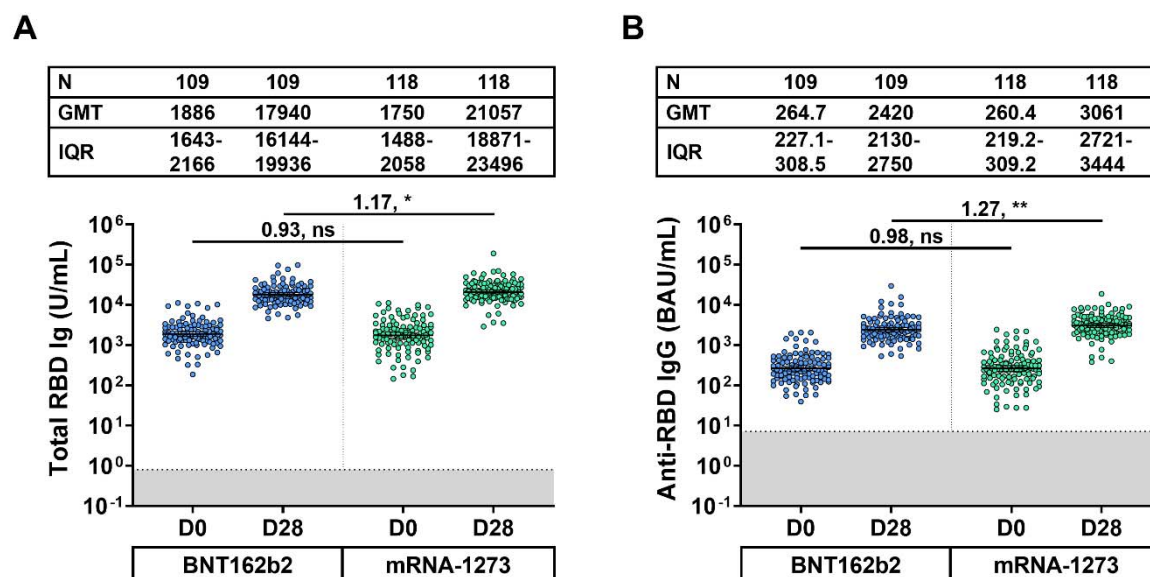 A
N 109 109 118 118
GMT 1886 17940 1750 21057
IQR 1643- 16144- 1488- 18871-
2166 19936 2058 23496
1.17, *
0.93, ns
Total RBD Ig (U/mL)
10⁶
10⁵
10⁴
10³
10²
10¹
10⁰
10⁻¹
D0 D28 D0 D28
BNT162b2 mRNA-1273
B
N 109 109 118 118
GMT 264.7 2420 260.4 3061
IQR 227.1- 2130- 219.2- 2721-
308.5 2750 309.2 3444
1.27, **
0.98, ns
Anti-RBD IgG (BAU/mL)
10⁶
10⁵
10⁴
10³
10²
10¹
10⁰
10⁻¹
D0 D28 D0 D28
BNT162b2 mRNA-1273